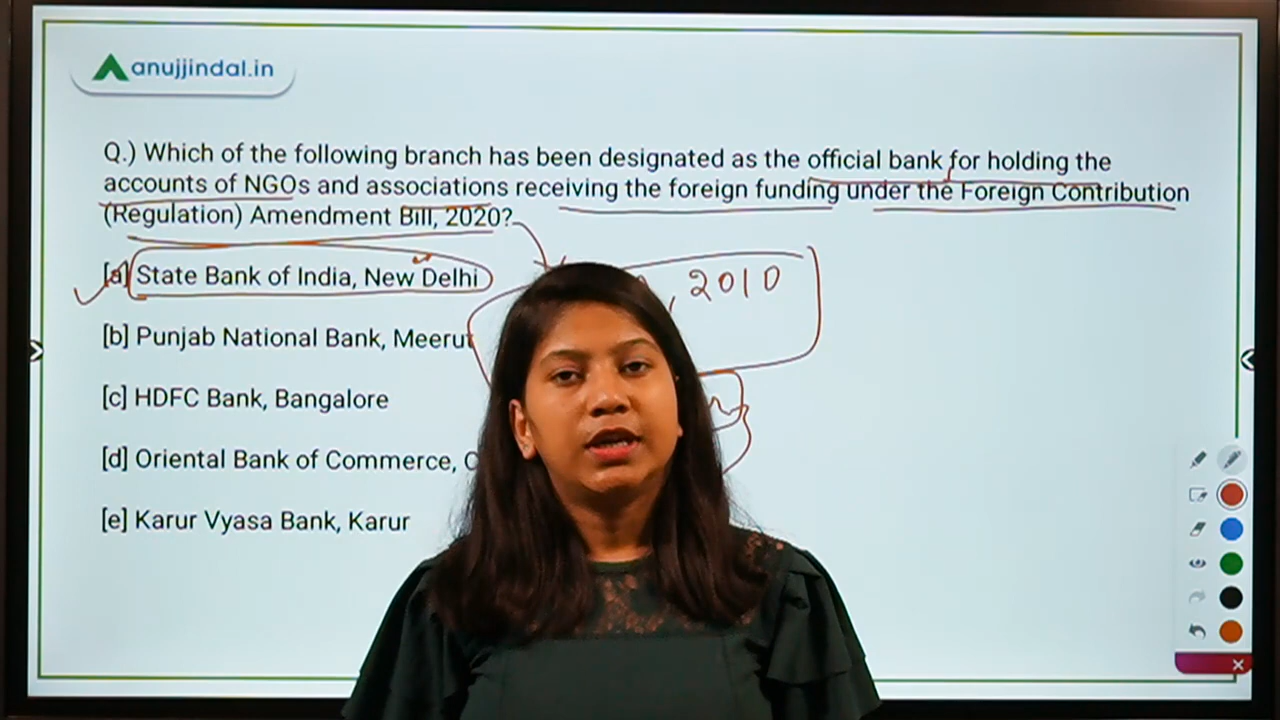 anujjindal.in
Q.) Which of the following branch has been designated as the official bank for holding the
accounts of NGOs and associations receiving the foreign funding under the Foreign Contribution
(Regulation) Amendment Bill, 2020?
[a] State Bank of India, New Delhi
, 2010
[b] Punjab National Bank, Meerut
[c] HDFC Bank, Bangalore
[d] Oriental Bank of Commerce,
[e] Karur Vyasa Bank, Karur